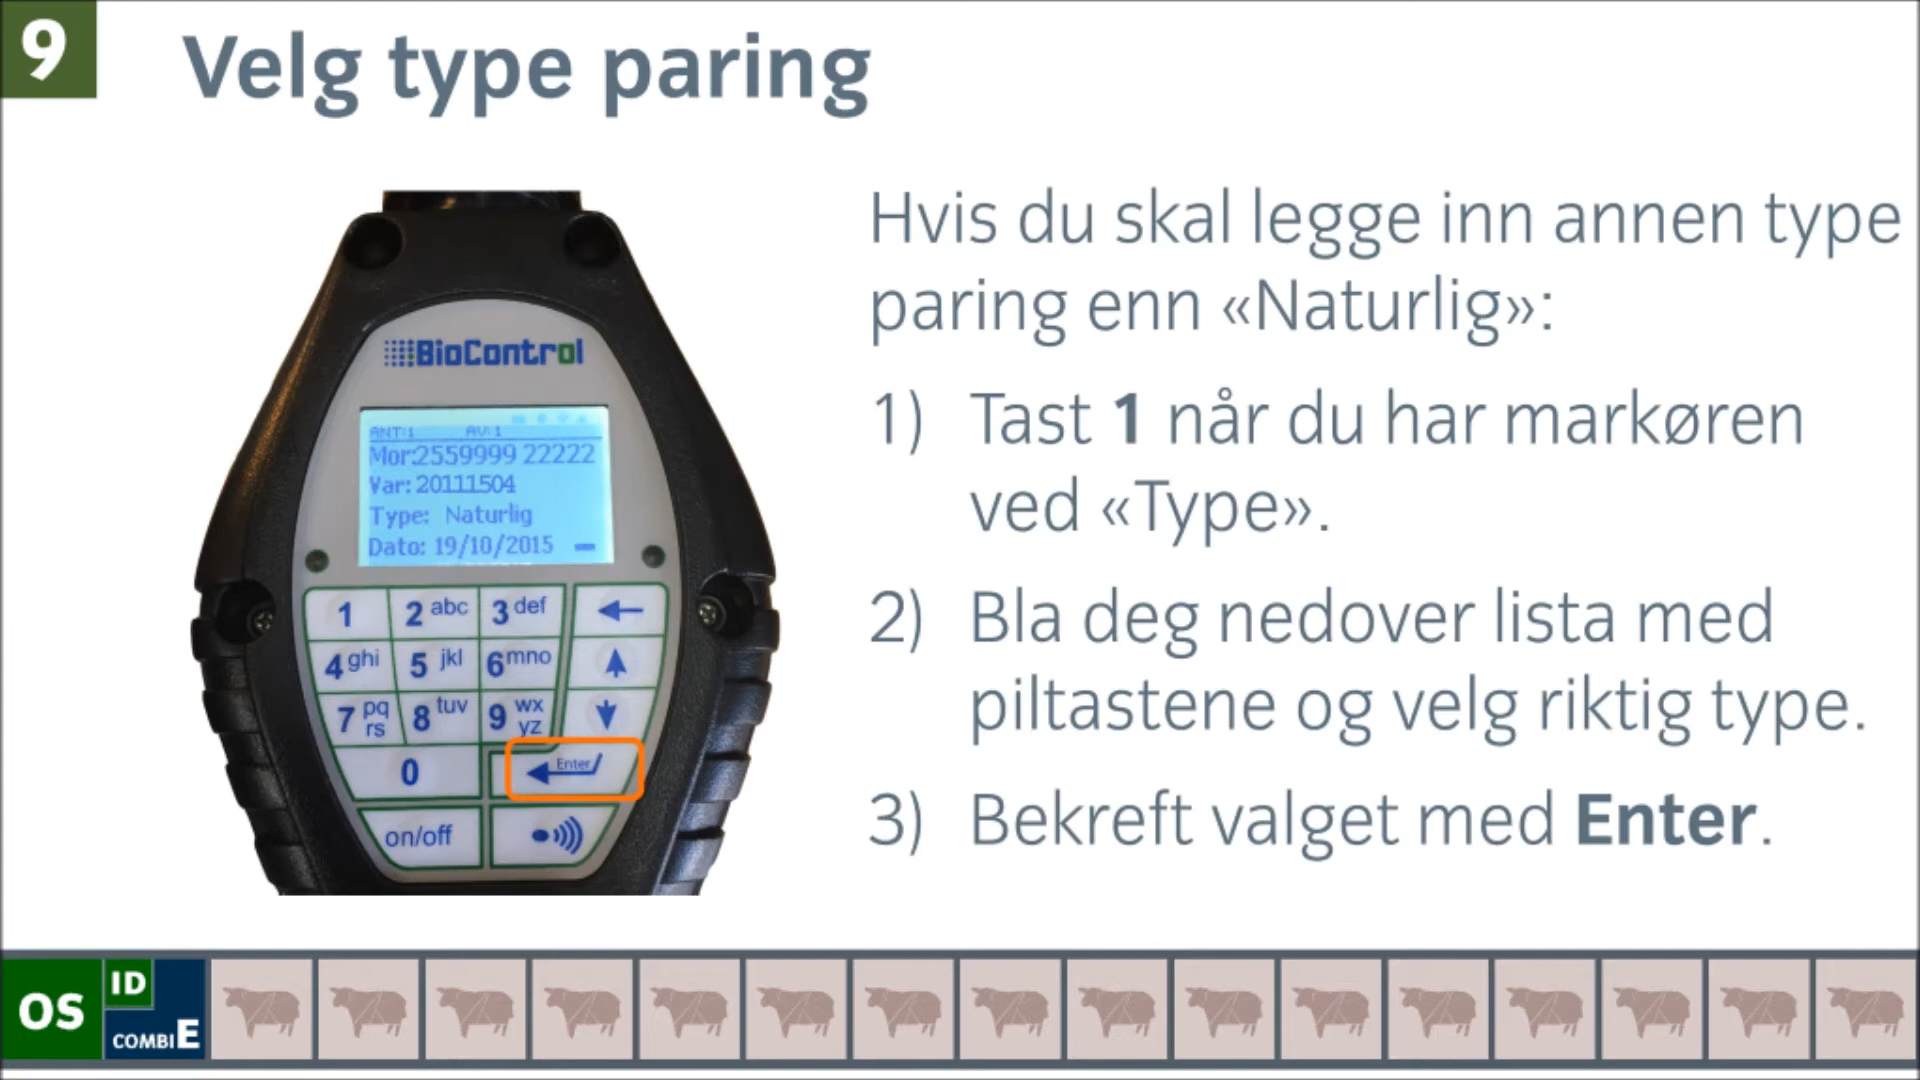 9
Velg type paring
Hvis du skal legge inn annen type
paring enn «Naturlig»:
1) Tast 1 når du har markøren
ved «Type».
2) Bla deg nedover lista med
piltastene og velg riktig type.
3) Bekreft valget med Enter.
BioControl
ANT:1 AV:1
Mor:2559999 22222
Vær: 20111504
Type: Naturlig
Dato: 19/10/2015
1 2 abc 3 def
4 ghi 5 jkl 6 mno
7 pq rs 8 tuv 9 wx yz
0 Enter
on/off
OS ID COMBI E